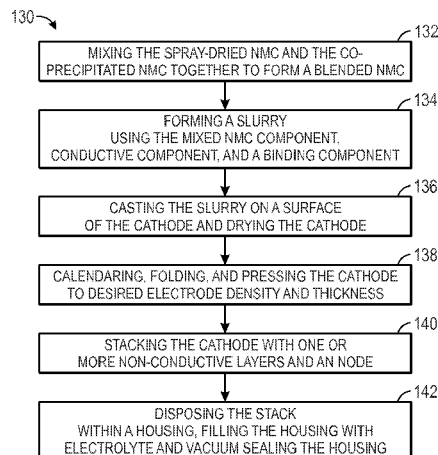 130
132
MIXING THE SPRAY-DRIED NMC AND THE CO-
PRECIPITATED NMC TOGETHER TO FORM A BLENDED NMC
134
FORMING A SLURRY
USING THE MIXED NMC COMPONENT,
CONDUCTIVE COMPONENT, AND A BINDING COMPONENT
136
CASTING THE SLURRY ON A SURFACE
OF THE CATHODE AND DRYING THE CATHODE
138
CALENDARING, FOLDING, AND PRESSING THE CATHODE
TO DESIRED ELECTRODE DENSITY AND THICKNESS
140
STACKING THE CATHODE WITH ONE OR
MORE NON-CONDUCTIVE LAYERS AND AN NODE
142
DISPOSING THE STACK
WITHIN A HOUSING, FILLING THE HOUSING WITH
ELECTROLYTE AND VACUUM SEALING THE HOUSING